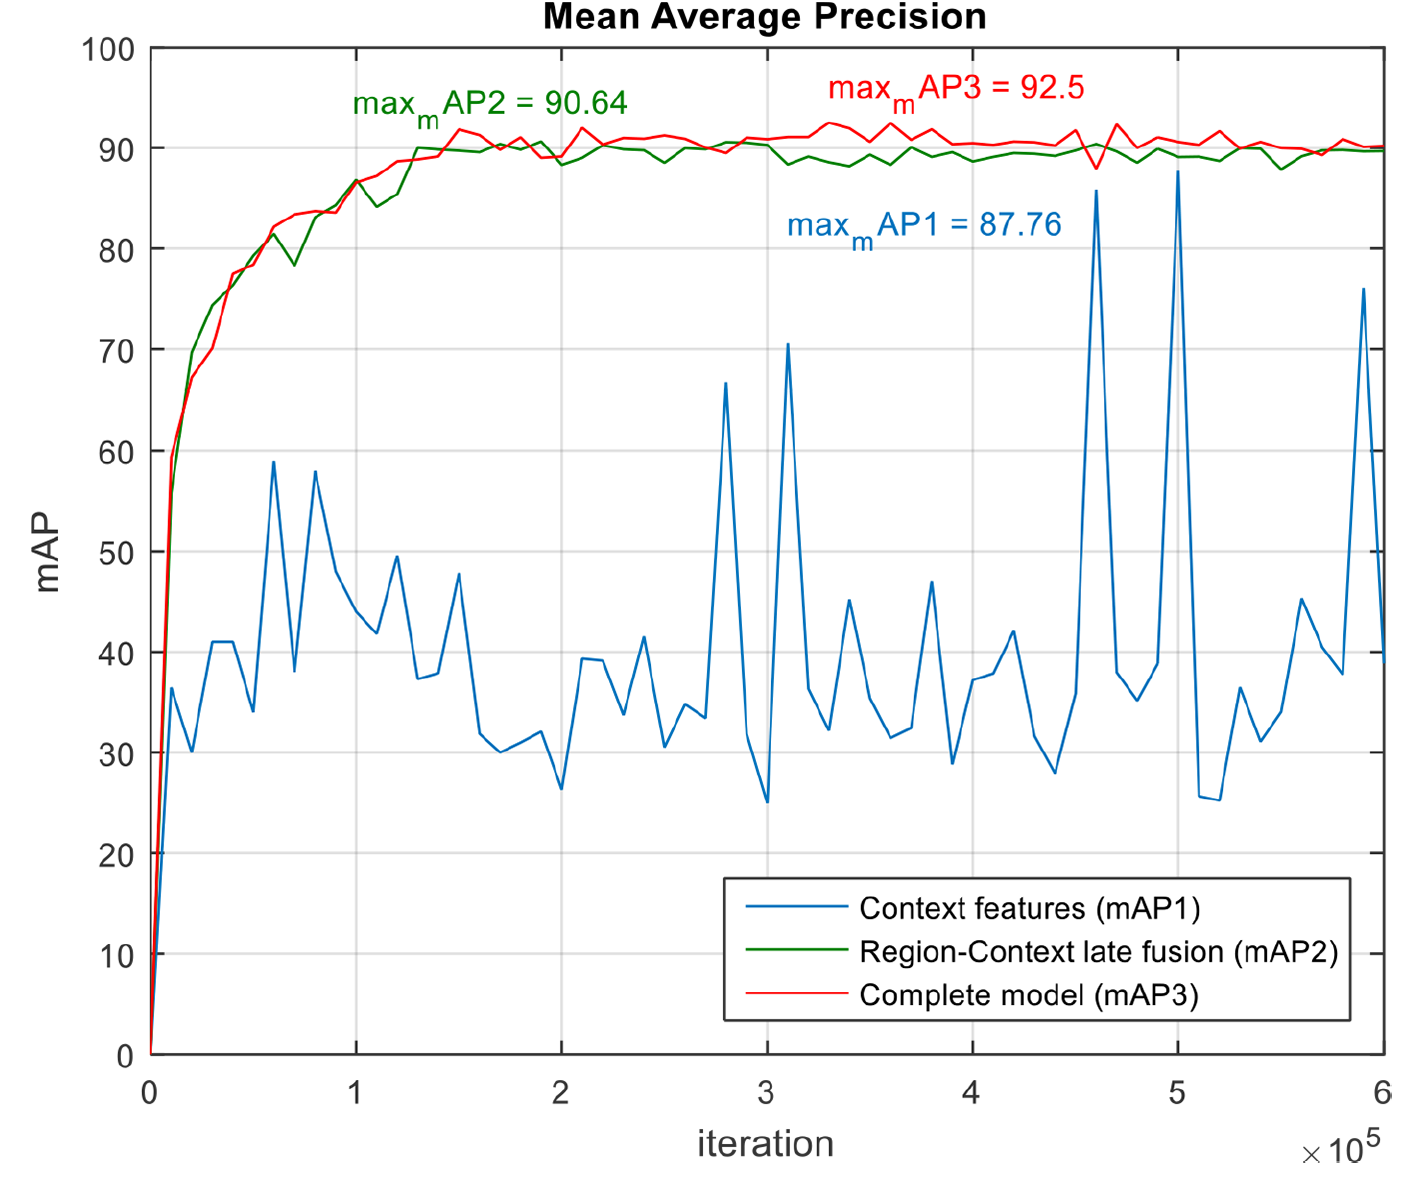 Mean Average Precision
100
90
80
70
60
50
40
30
20
10
0
mAP
max_mAP2 = 90.64
max_mAP3 = 92.5
max_mAP1 = 87.76
Context features (mAP1)
Region-Context late fusion (mAP2)
Complete model (mAP3)
0 1 2 3 4 5 6
iteration
× 10^5